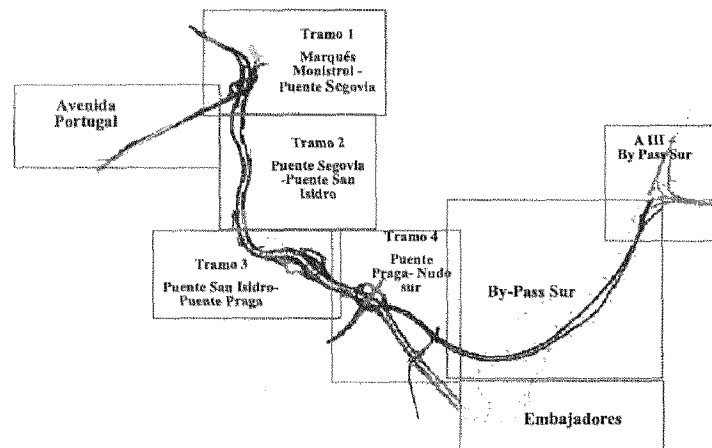 Tramo 1
Marqués
Monistrol -
Puente Segovia
Avenida
Portugal
Tramo 2
Puente Segovia
-Puente San
Isidro
A III -
By Pass Sur
Tramo 3
Puente San Isidro-
Puente Praga
Tramo 4
Puente
Praga- Nudo
sur
By-Pass Sur
Embajadores